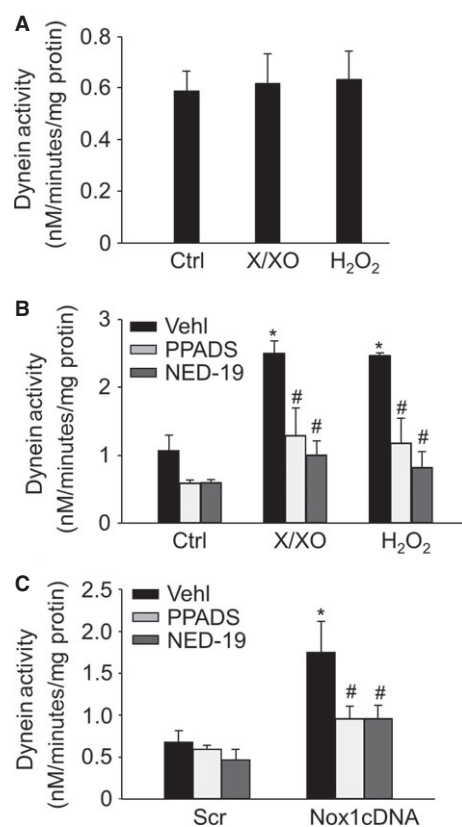 A
Dynein activity
(nM/minutes/mg protin)
0.8
0.6
0.4
0.2
0
Ctrl X/XO H₂O₂
B
Dynein activity
(nM/minutes/mg protin)
3
2
1
0
Vehl
PPADS
NED-19
* # # * # #
Ctrl X/XO H₂O₂
C
Dynein activity
(nM/minutes/mg protin)
2.5
2.0
1.5
1.0
0.5
0
Vehl
PPADS
NED-19
* # #
Scr Nox1cDNA